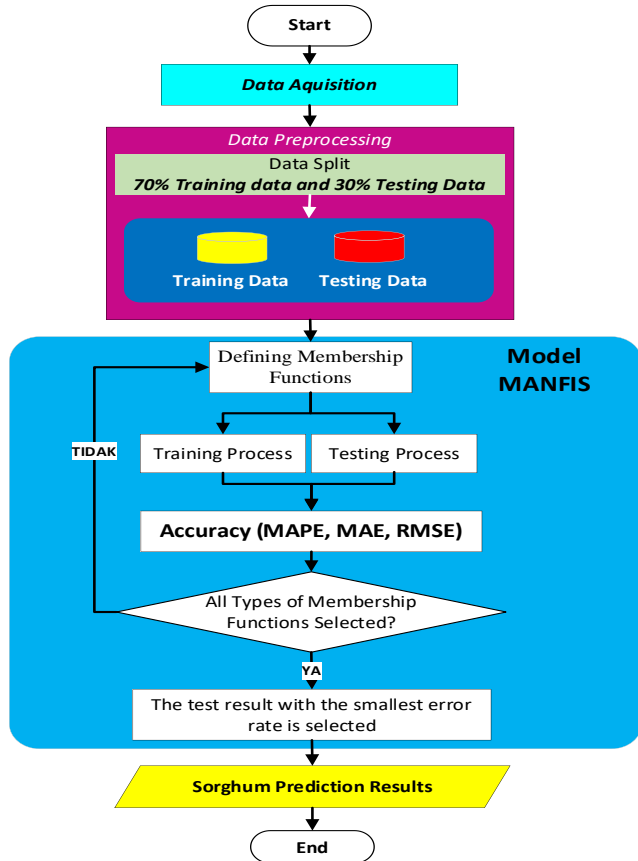 Start
Data Aquisition
Data Preprocessing
Data Split
70% Training data and 30% Testing Data
Training Data
Testing Data
Model
MANFIS
Defining Membership
Functions
TIDAK
Training Process
Testing Process
Accuracy (MAPE, MAE, RMSE)
All Types of Membership
Functions Selected?
YA
The test result with the smallest error
rate is selected
Sorghum Prediction Results
End